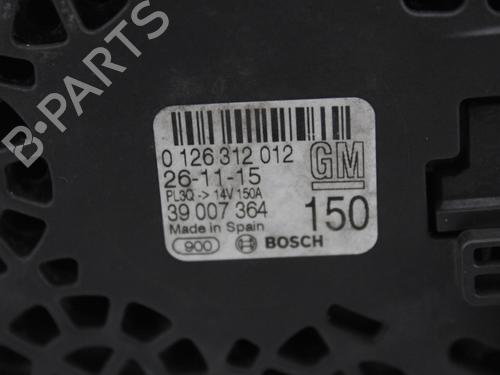 B-PARTS
0 126 312 012
26-11-15
GM
PL3Q -> 14V 150A
39 007 364
150
Made in Spain
900 BOSCH